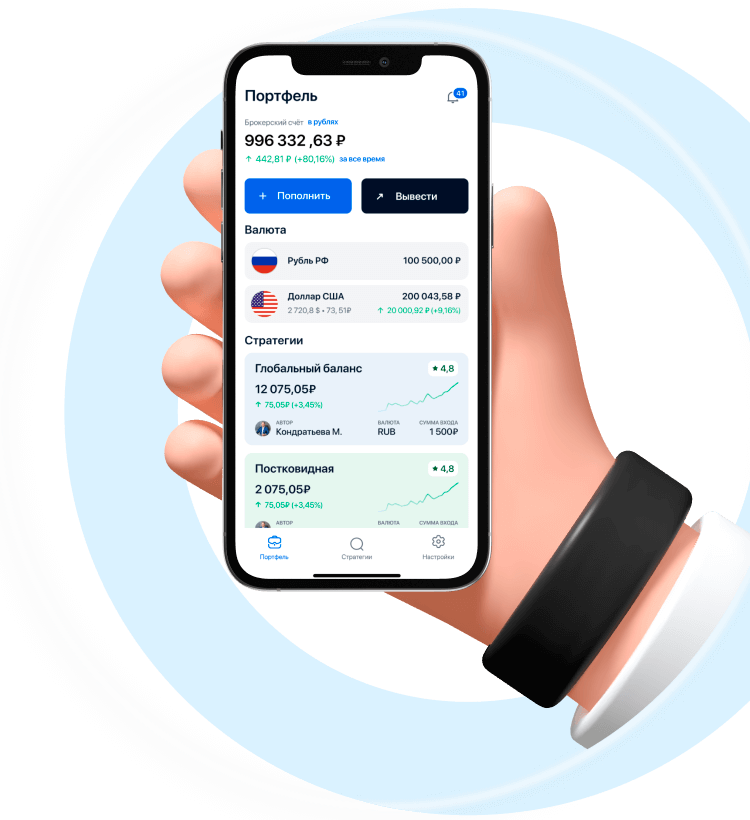 Портфель
41
Брокерский счёт в рублях
996 332 ,63 ₽
↑ 442,81 ₽ (+80,16%) за все время
+ Пополнить
↗ Вывести
Валюта
Рубль РФ 100 500,00 ₽
Доллар США 200 043,58 ₽
2 720,8 $ • 73,51₽ ↑ 20 000,92 ₽ (+9,16%)
Стратегии
Глобальный баланс ★ 4,8
12 075,05₽
↑ 75,05₽ (+3,45%)
АВТОР ВАЛЮТА СУММА ВХОДА
Кондратьева М. RUB 1 500₽
Постковидная ★ 4,8
2 075,05₽
↑ 75,05₽ (+3,45%)
АВТОР ВАЛЮТА СУММА ВХОДА
Портфель Стратегии Настройки